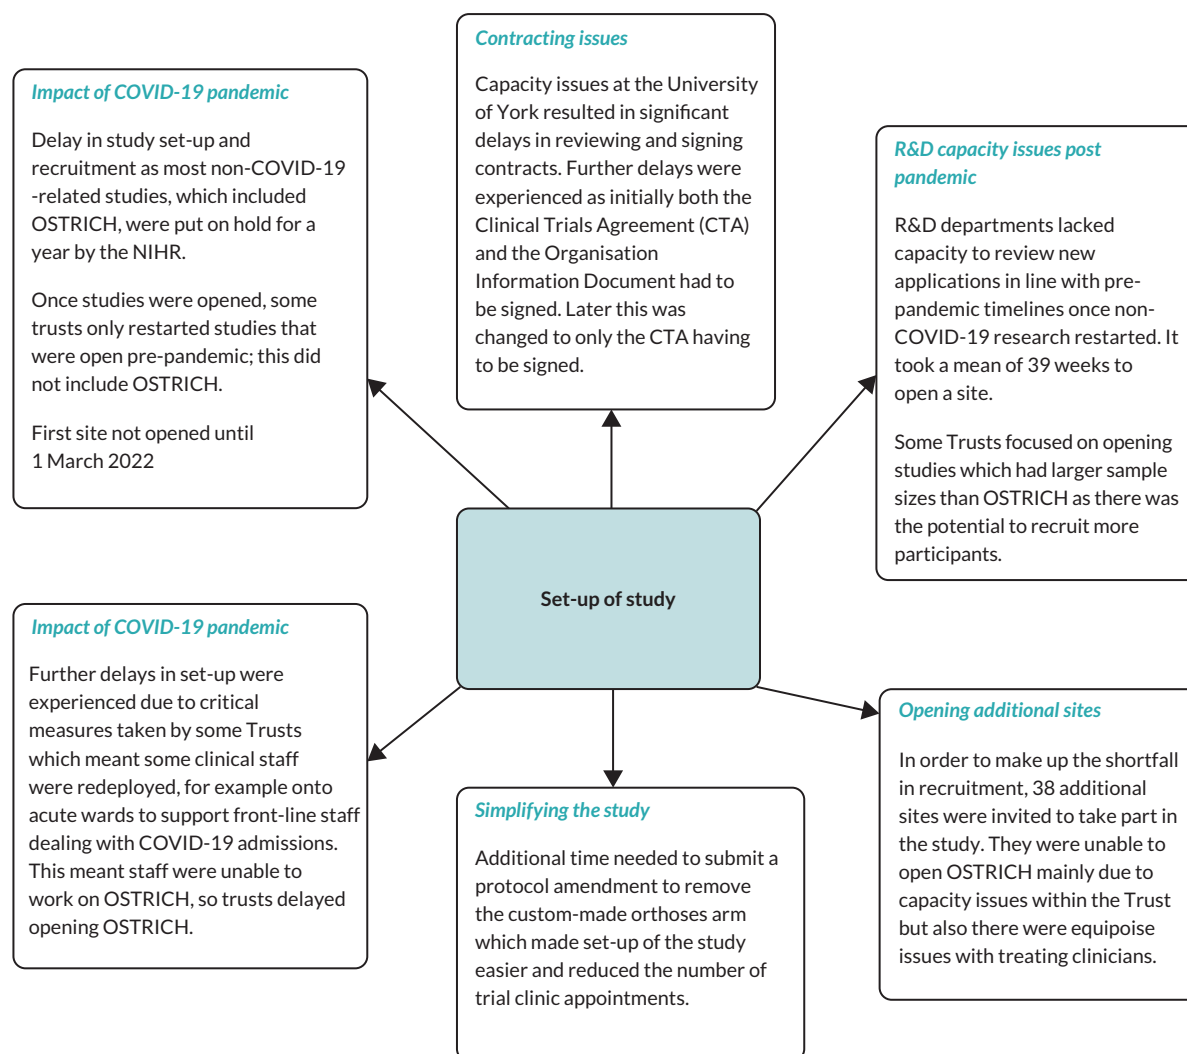 Impact of COVID-19 pandemic
Delay in study set-up and
recruitment as most non-COVID-19
-related studies, which included
OSTRICH, were put on hold for a
year by the NIHR.
Once studies were opened, some
trusts only restarted studies that
were open pre-pandemic; this did
not include OSTRICH.
First site not opened until
1 March 2022
Contracting issues
Capacity issues at the University
of York resulted in significant
delays in reviewing and signing
contracts. Further delays were
experienced as initially both the
Clinical Trials Agreement (CTA)
and the Organisation
Information Document had to
be signed. Later this was
changed to only the CTA having
to be signed.
R&D capacity issues post
pandemic
R&D departments lacked
capacity to review new
applications in line with pre-
pandemic timelines once non-
COVID-19 research restarted. It
took a mean of 39 weeks to
open a site.
Some Trusts focused on opening
studies which had larger sample
sizes than OSTRICH as there was
the potential to recruit more
participants.
Set-up of study
Impact of COVID-19 pandemic
Further delays in set-up were
experienced due to critical
measures taken by some Trusts
which meant some clinical staff
were redeployed, for example onto
acute wards to support front-line staff
dealing with COVID-19 admissions.
This meant staff were unable to
work on OSTRICH, so trusts delayed
opening OSTRICH.
Simplifying the study
Additional time needed to submit a
protocol amendment to remove
the custom-made orthoses arm
which made set-up of the study
easier and reduced the number of
trial clinic appointments.
Opening additional sites
In order to make up the shortfall
in recruitment, 38 additional
sites were invited to take part in
the study. They were unable to
open OSTRICH mainly due to
capacity issues within the Trust
but also there were equipoise
issues with treating clinicians.